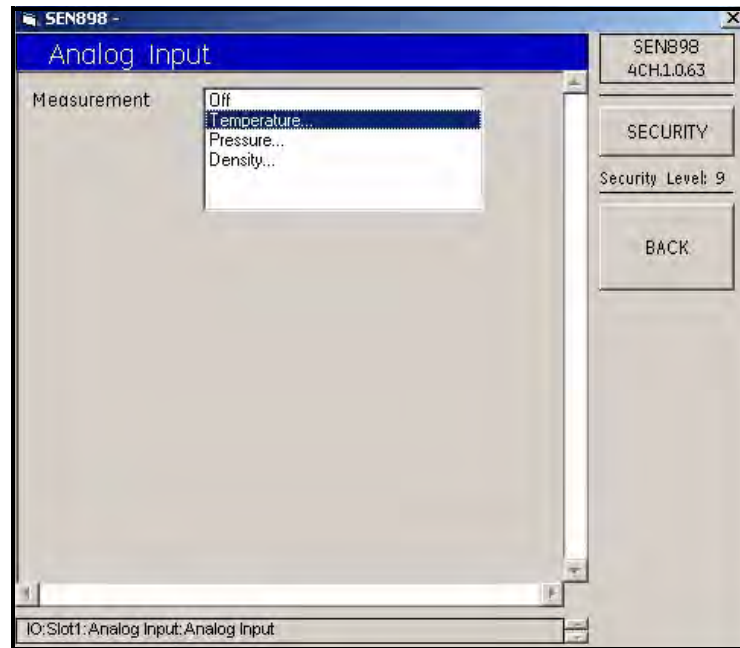 SEN898 -
Analog Input
Measurement
Off
Temperature...
Pressure...
Density...
SEN898
4CH.1.0.63
SECURITY
Security Level: 9
BACK
IO:Slot1:Analog Input:Analog Input